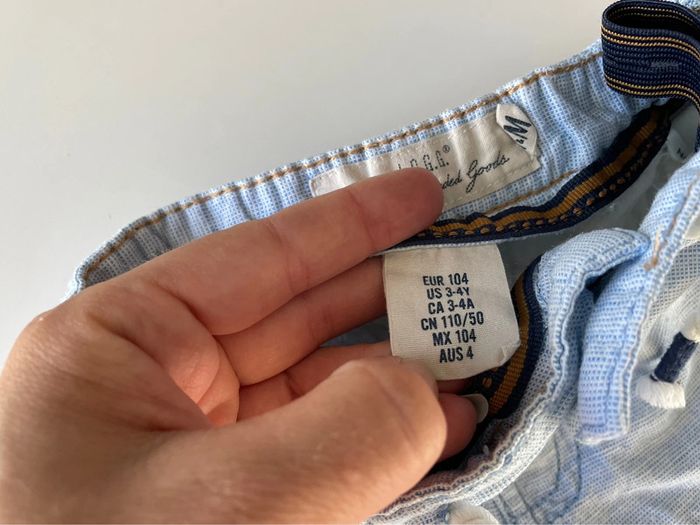 L.O.G.G.®
Goods
EUR 104
US 3-4Y
CA 3-4A
CN 110/50
MX 104
AUS 4